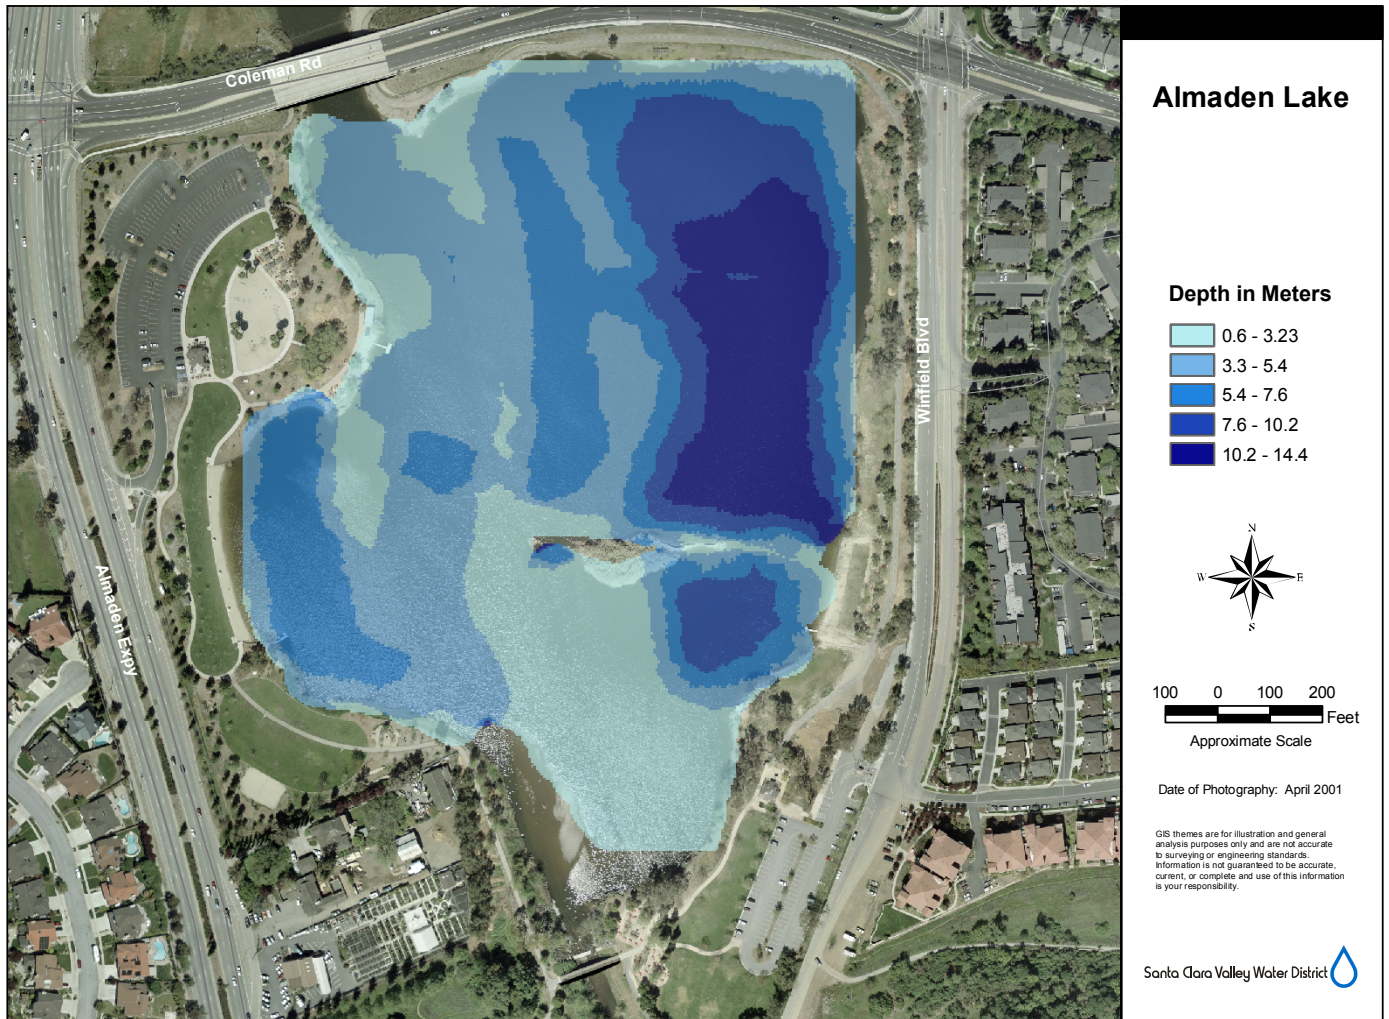 Coleman Rd
Winfield Blvd
Almaden Expy
Almaden Lake
Depth in Meters
0.6 - 3.23
3.3 - 5.4
5.4 - 7.6
7.6 - 10.2
10.2 - 14.4
N
W E
S
100 0 100 200
Feet
Approximate Scale
Date of Photography: April 2001
GIS themes are for illustration and general
analysis purposes only and are not accurate
to surveying or engineering standards.
Information is not guaranteed to be accurate,
current, or complete and use of this information
is your responsibility.
Santa Clara Valley Water District